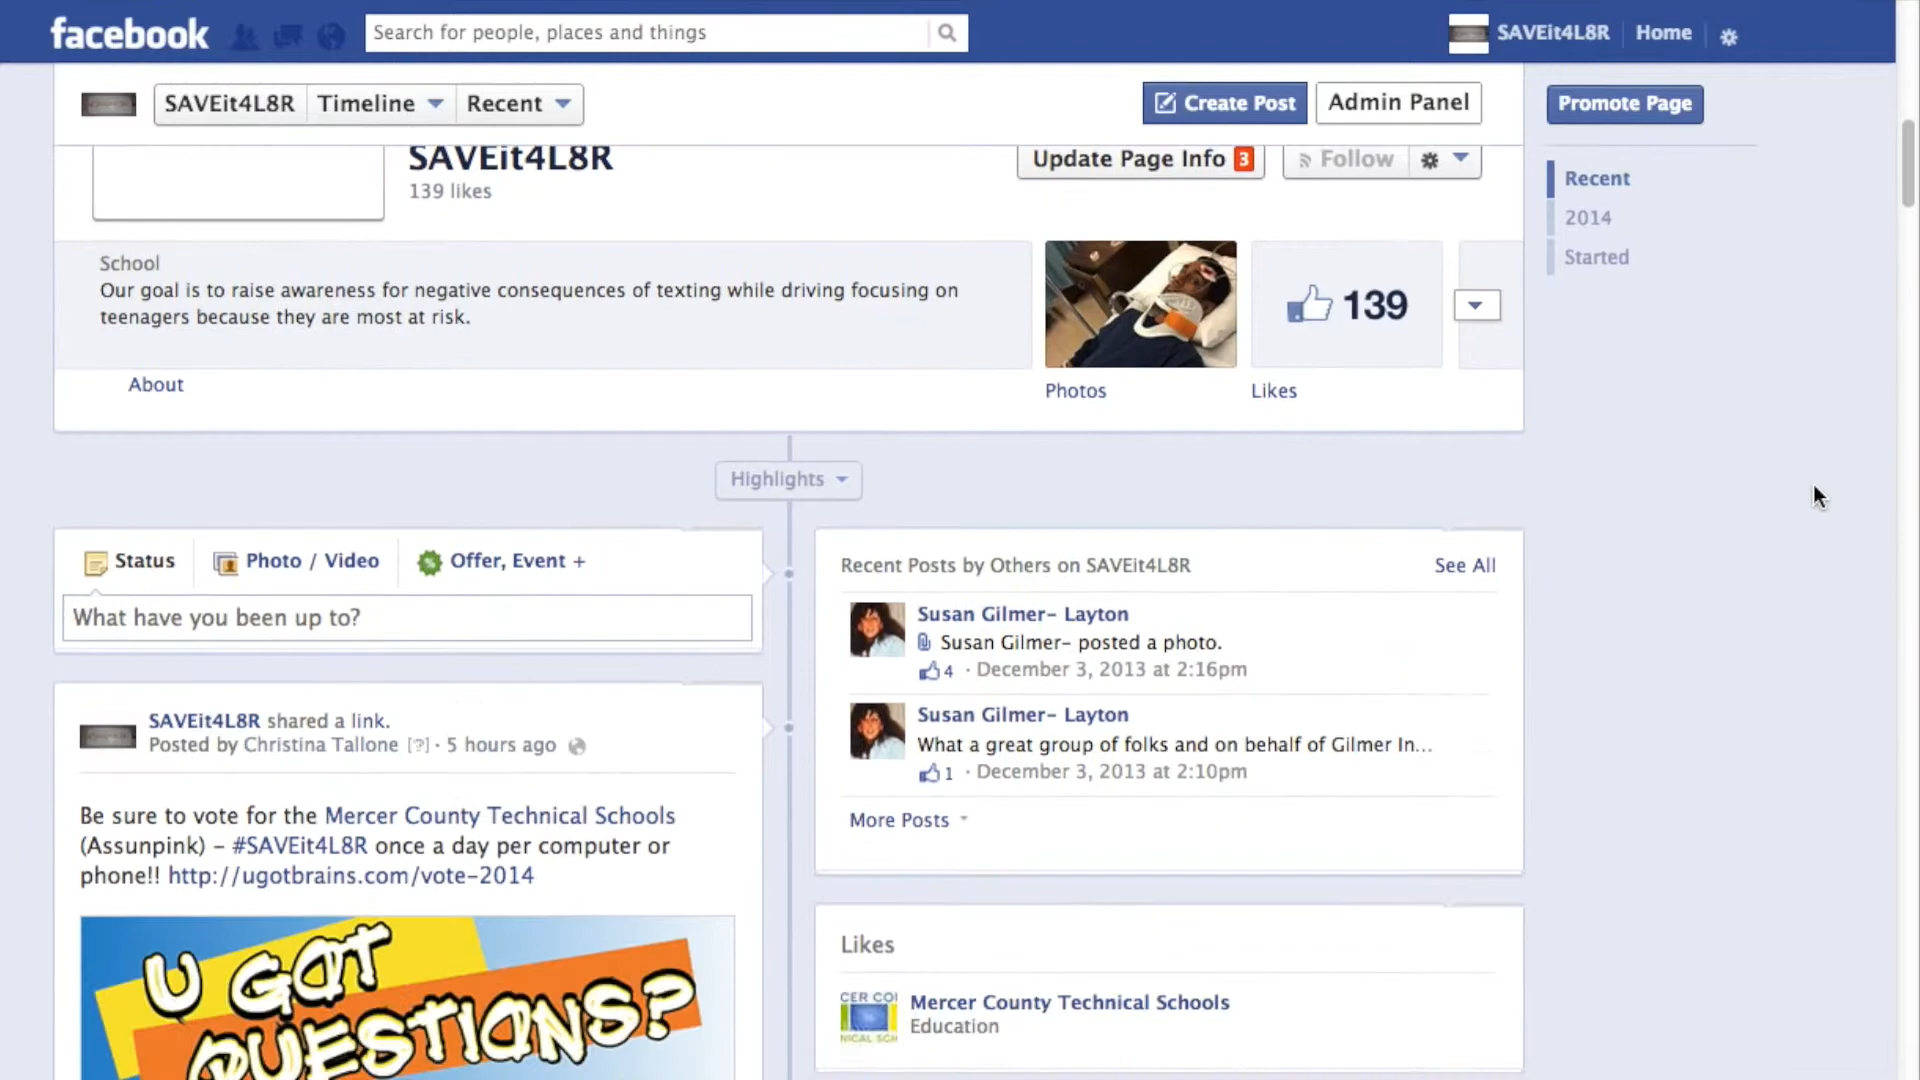 facebook
Search for people, places and things
SAVEit4L8R
Home
SAVEit4L8R
Timeline
Recent
Create Post
Admin Panel
Promote Page
SAVEit4L8R
139 likes
Update Page Info 3
Follow
Recent
2014
Started
School
Our goal is to raise awareness for negative consequences of texting while driving focusing on
teenagers because they are most at risk.
139
About
Photos
Likes
Highlights
Status
Photo / Video
Offer, Event +
What have you been up to?
SAVEit4L8R shared a link.
Posted by Christina Tallone [?] · 5 hours ago
Be sure to vote for the Mercer County Technical Schools
(Assunpink) – #SAVEit4L8R once a day per computer or
phone!! http://ugotbrains.com/vote-2014
U GOT
QUESTIONS?
Recent Posts by Others on SAVEit4L8R
See All
Susan Gilmer- Layton
Susan Gilmer- posted a photo.
4 · December 3, 2013 at 2:16pm
Susan Gilmer- Layton
What a great group of folks and on behalf of Gilmer In...
1 · December 3, 2013 at 2:10pm
More Posts
Likes
CER COI
NICAL SCH
Mercer County Technical Schools
Education